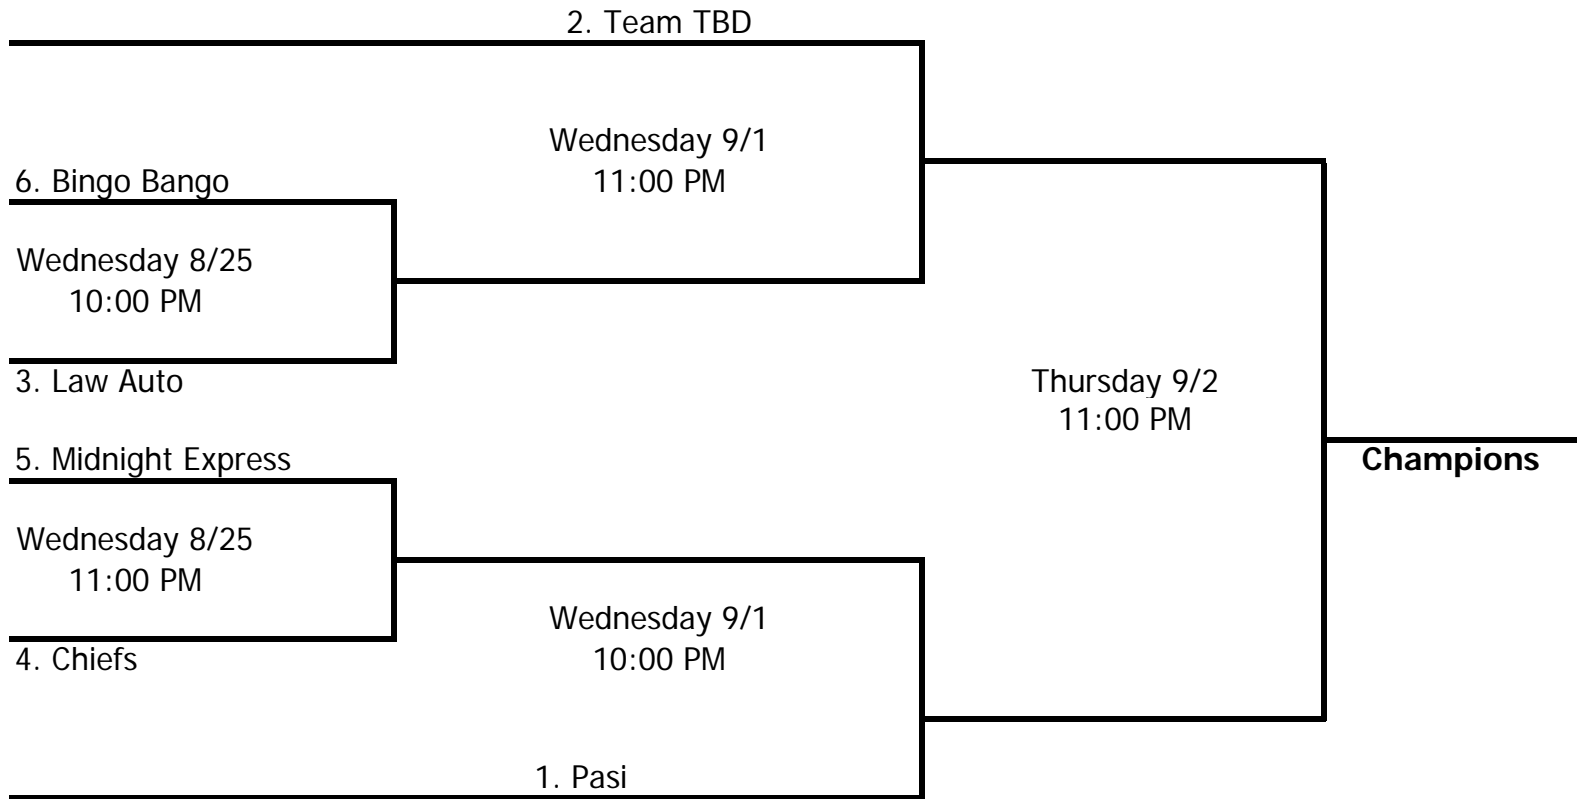 2. Team TBD
Wednesday 9/1
11:00 PM
6. Bingo Bango
Wednesday 8/25
10:00 PM
3. Law Auto
Thursday 9/2
11:00 PM
5. Midnight Express
Champions
Wednesday 8/25
11:00 PM
Wednesday 9/1
10:00 PM
4. Chiefs
1. Pasi